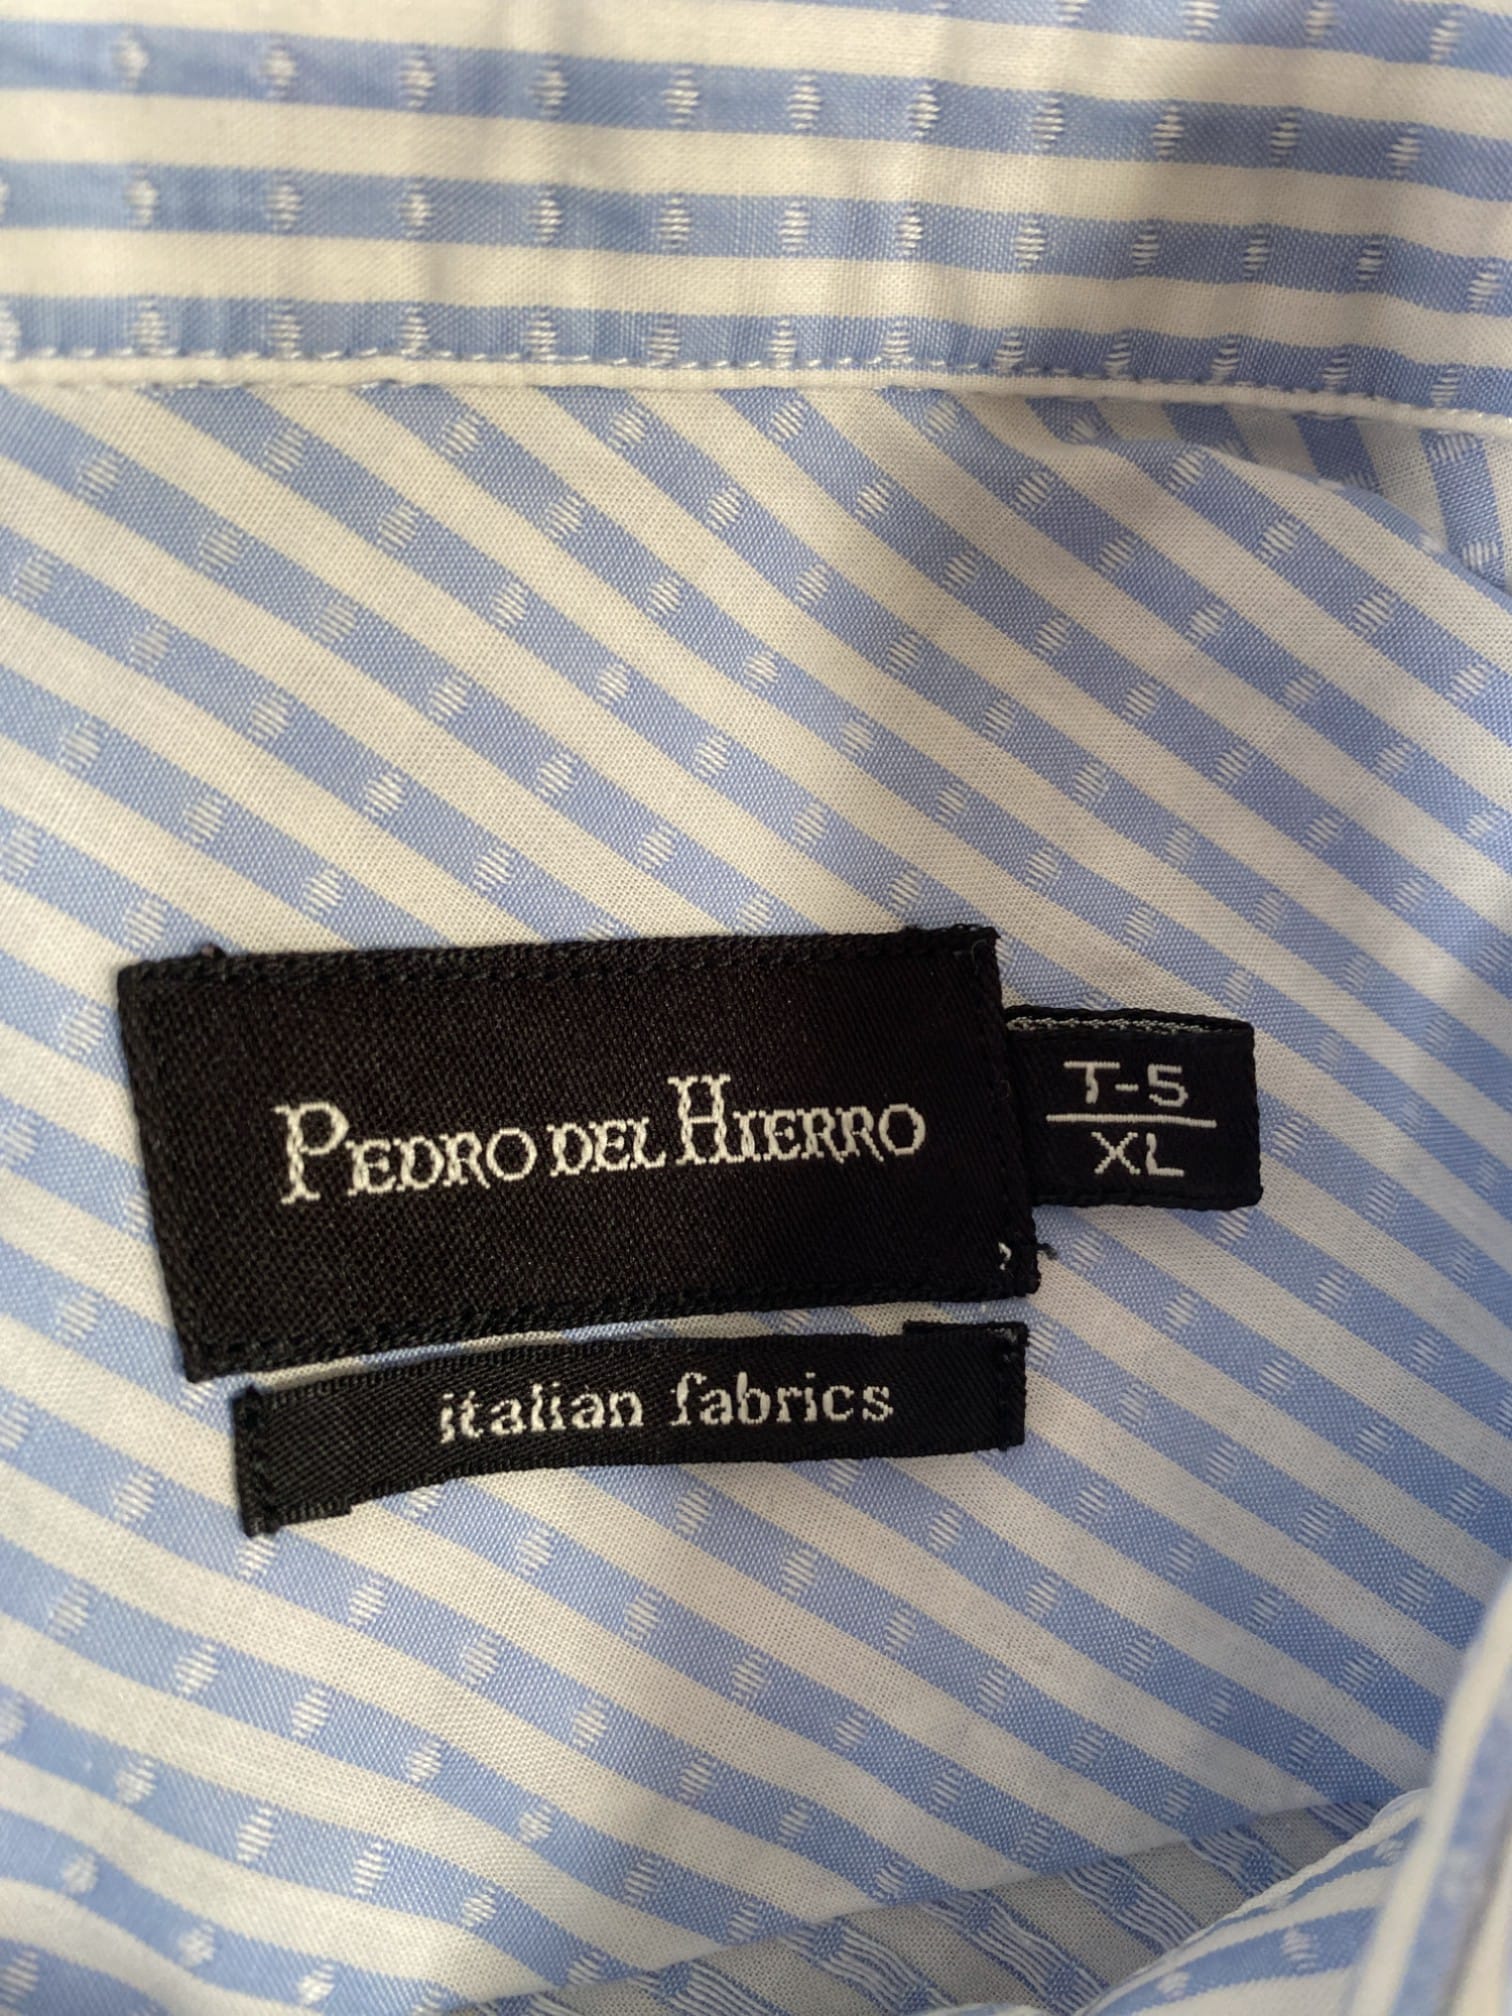 PEDRO DEL HIERRO
T-5
XL
italian fabrics